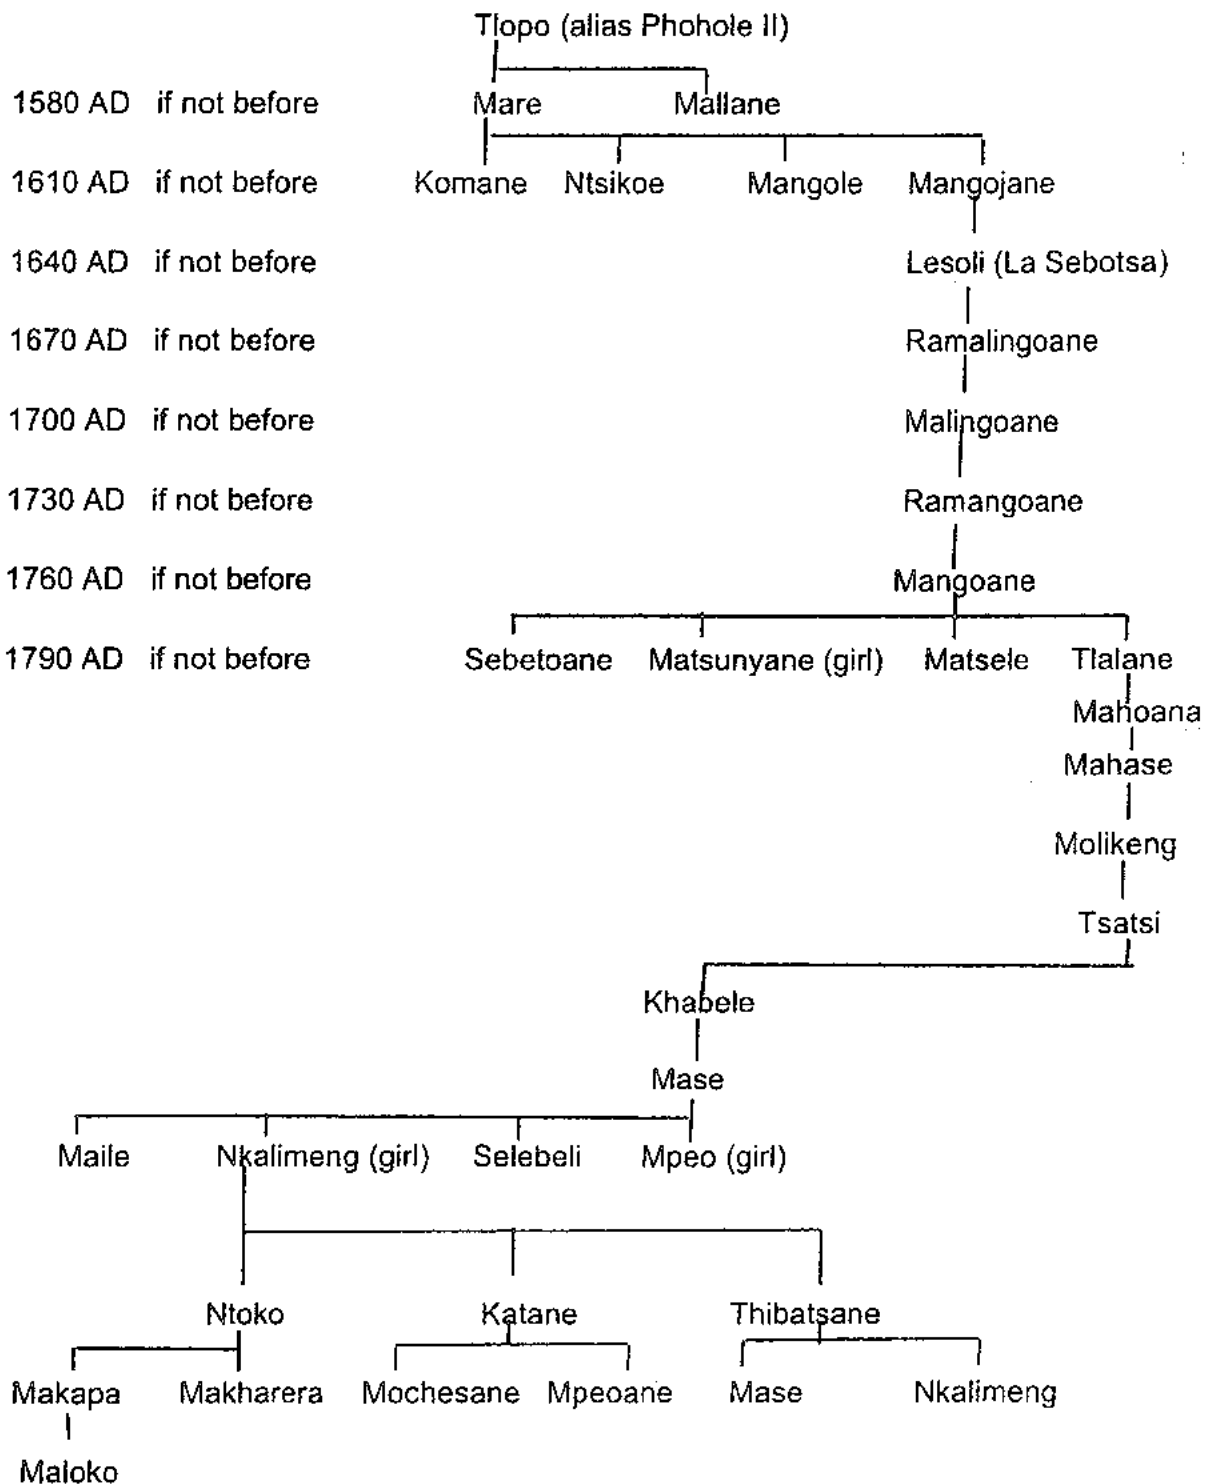 Tlopo (alias Phohole II)
1580 AD if not before Mare Mallane
1610 AD if not before Komane Ntsikoe Mangole Mangojane
1640 AD if not before Lesoli (La Sebotsa)
1670 AD if not before Ramalingoane
1700 AD if not before Malingoane
1730 AD if not before Ramangoane
1760 AD if not before Mangoane
1790 AD if not before Sebetoane Matsunyane (girl) Matsele Tlalane
Mahoana
Mahase
Molikeng
Tsatsi
Khabele
Mase
Maile Nkalimeng (girl) Selebeli Mpeo (girl)
Ntoko Katane Thibatsane
Makapa Makharera Mochesane Mpeoane Mase Nkalimeng
Maloko